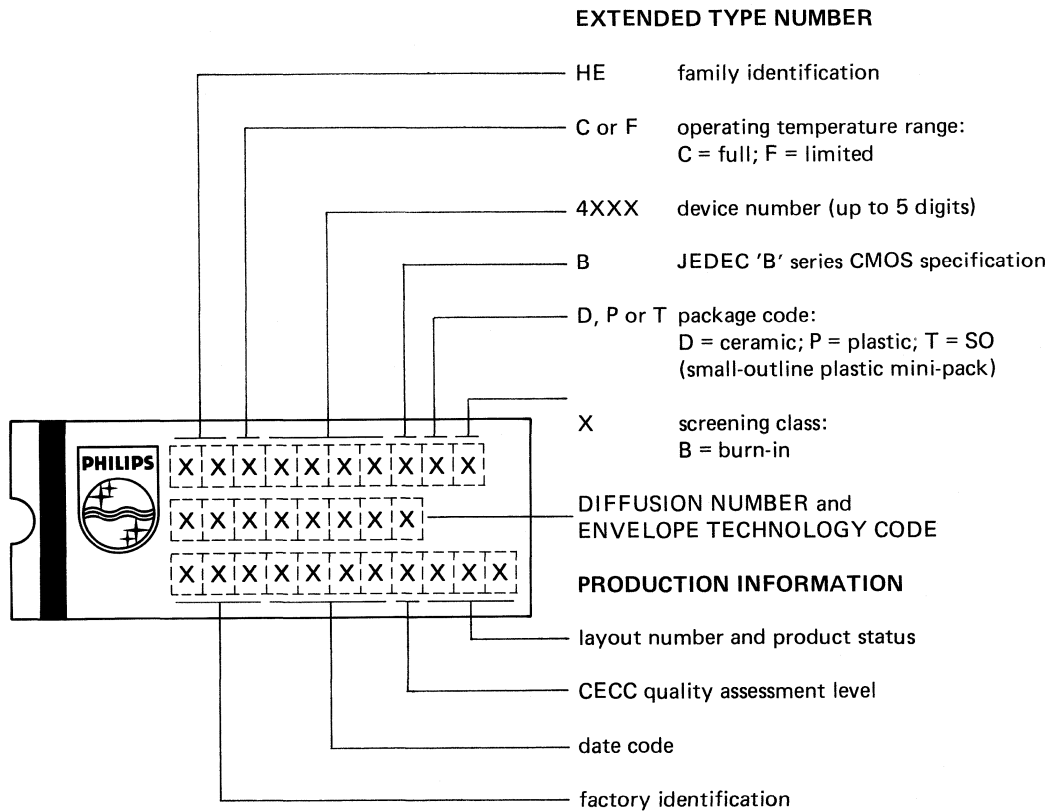 EXTENDED TYPE NUMBER
HE family identification
C or F operating temperature range:
C = full; F = limited
4XXX device number (up to 5 digits)
B JEDEC 'B' series CMOS specification
D, P or T package code:
D = ceramic; P = plastic; T = SO
(small-outline plastic mini-pack)
X screening class:
B = burn-in
PHILIPS
X X X X X X X X X X
X X X X X X X X
X X X X X X X X X X X
DIFFUSION NUMBER and
ENVELOPE TECHNOLOGY CODE
PRODUCTION INFORMATION
layout number and product status
CECC quality assessment level
date code
factory identification